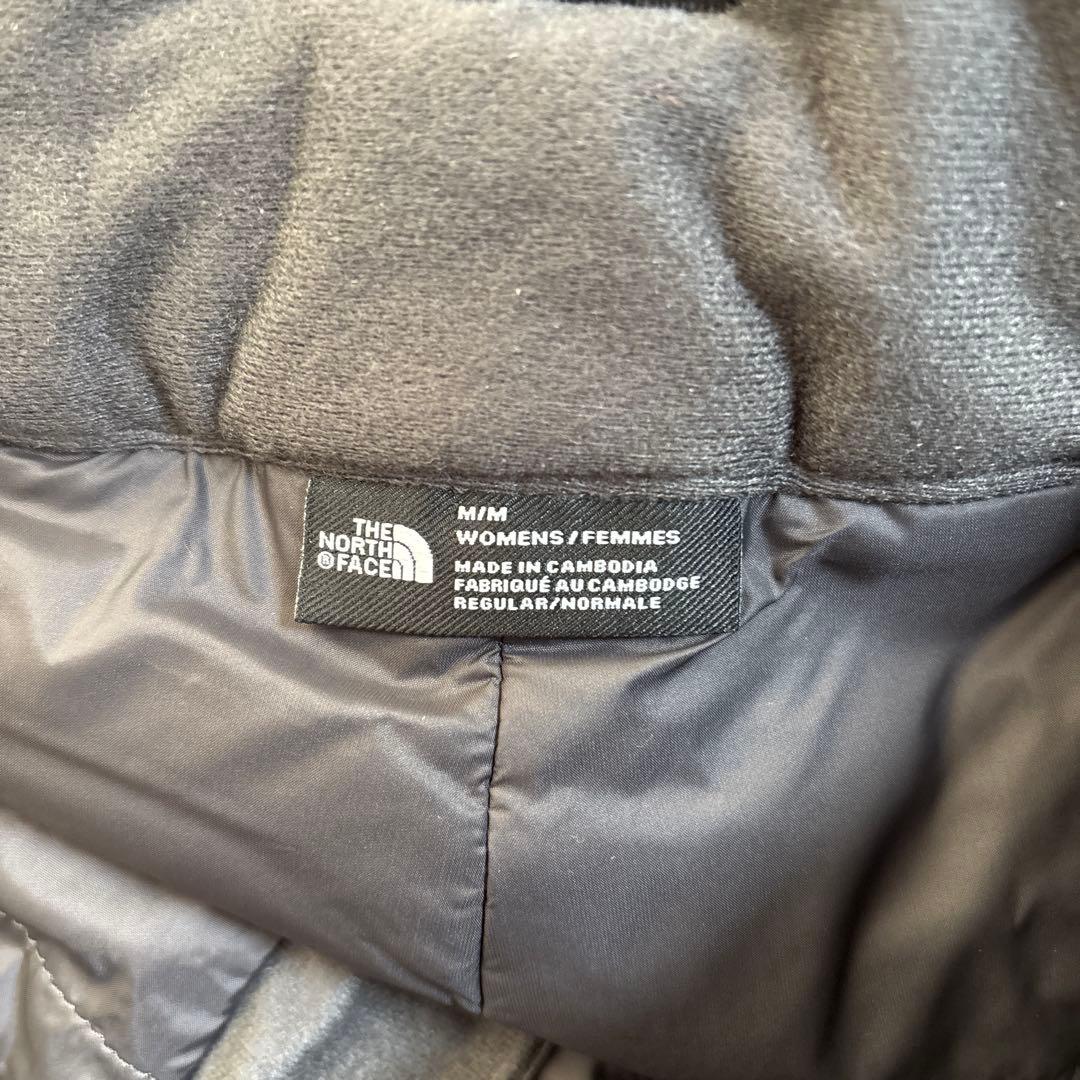 THE
NORTH
®FACE
M/M
WOMENS/FEMMES
MADE IN CAMBODIA
FABRIQUÉ AU CAMBODGE
REGULAR/NORMALE